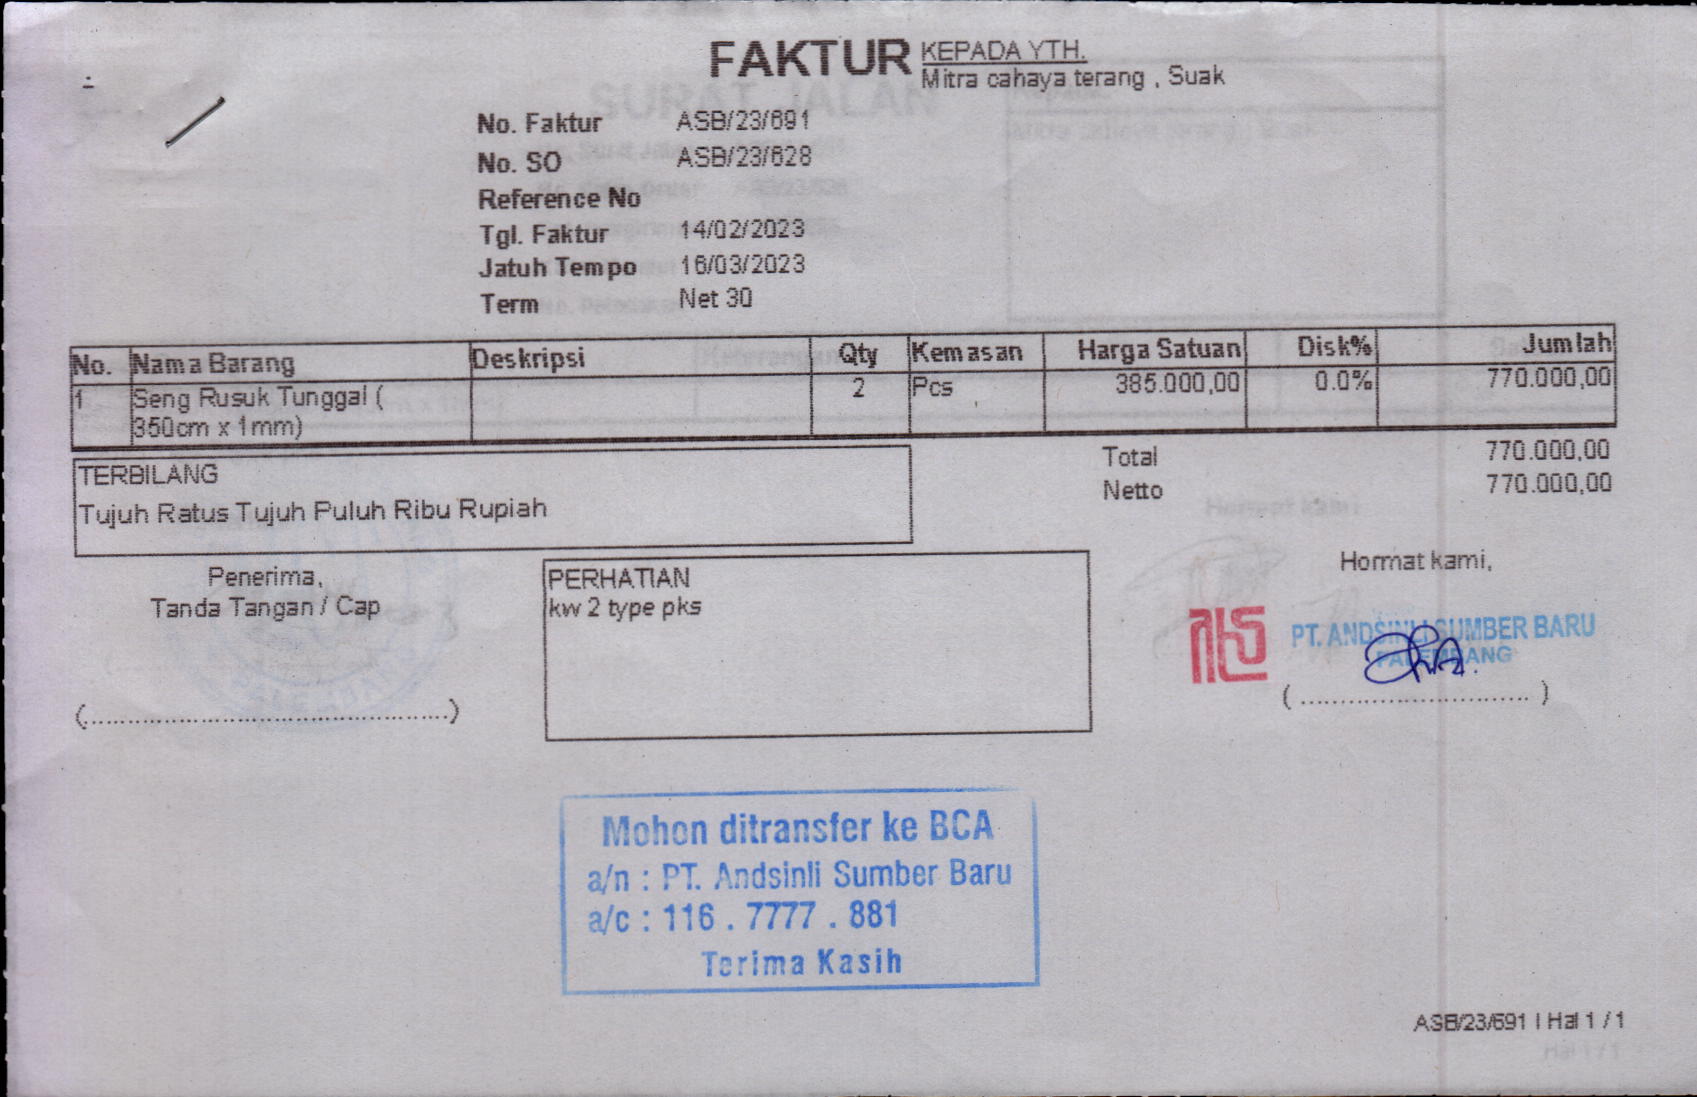 FAKTUR
KEPADA YTH.
Mitra cahaya terang , Suak
No. Faktur ASB/23/691
No. SO ASB/23/628
Reference No
Tgl. Faktur 14/02/2023
Jatuh Tempo 16/03/2023
Term Net 30
No. Nama Barang Deskripsi Qty Kemasan Harga Satuan Disk% Jumlah
1 Seng Rusuk Tunggal ( 2 Pcs 385.000,00 0.0% 770.000,00
350cm x 1mm)
Total 770.000,00
Netto 770.000,00
TERBILANG
Tujuh Ratus Tujuh Puluh Ribu Rupiah
Penerima,
Tanda Tangan / Cap
(................................................)
PERHATIAN
kw 2 type pks
Hormat kami,
PT. ANDSINLI SUMBER BARU
PALEMBANG
( ............................. )
Mohon ditransfer ke BCA
a/n : PT. Andsinli Sumber Baru
a/c : 116 . 7777 . 881
Terima Kasih
ASB/23/691 | Hal 1 / 1